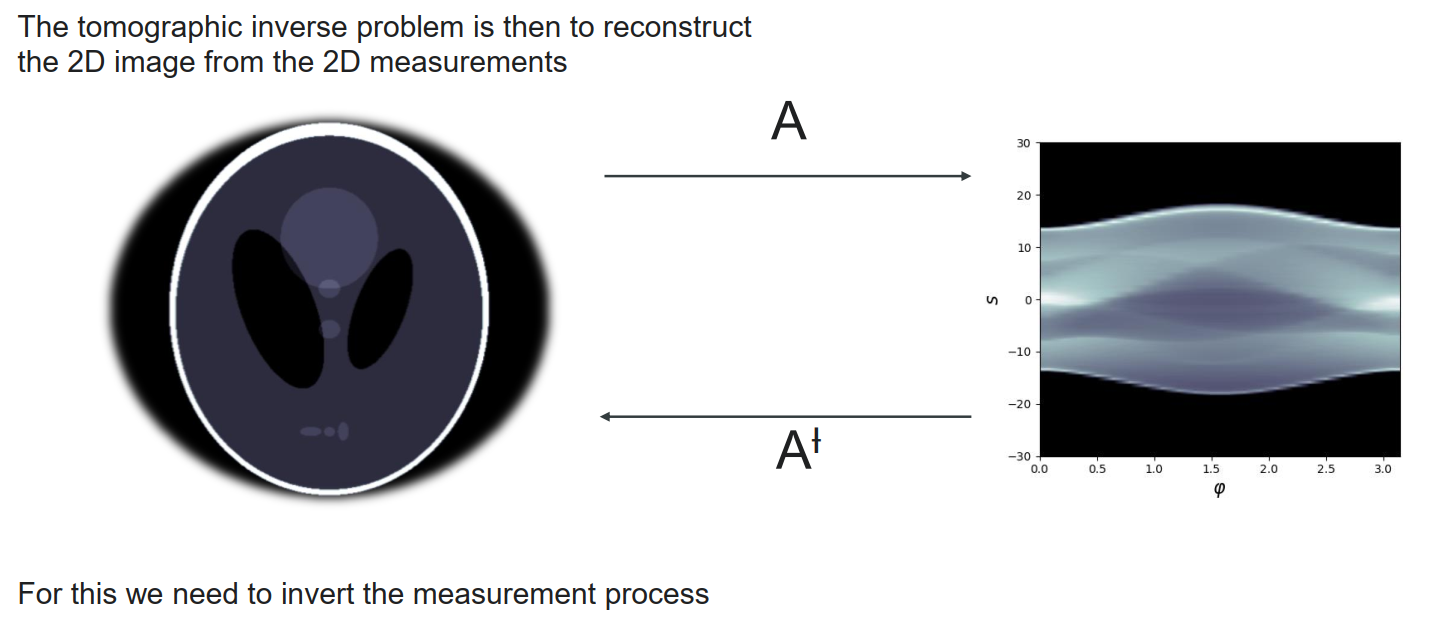 The tomographic inverse problem is then to reconstruct
the 2D image from the 2D measurements
A
A†
30
20
10
0
−10
−20
−30
s
0.0 0.5 1.0 1.5 2.0 2.5 3.0
φ
For this we need to invert the measurement process